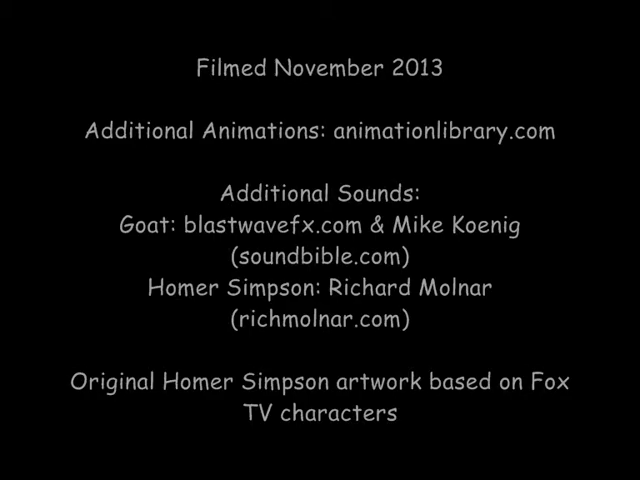 Filmed November 2013
Additional Animations: animationlibrary.com
Additional Sounds:
Goat: blastwavefx.com & Mike Koenig
(soundbible.com)
Homer Simpson: Richard Molnar
(richmolnar.com)
Original Homer Simpson artwork based on Fox
TV characters